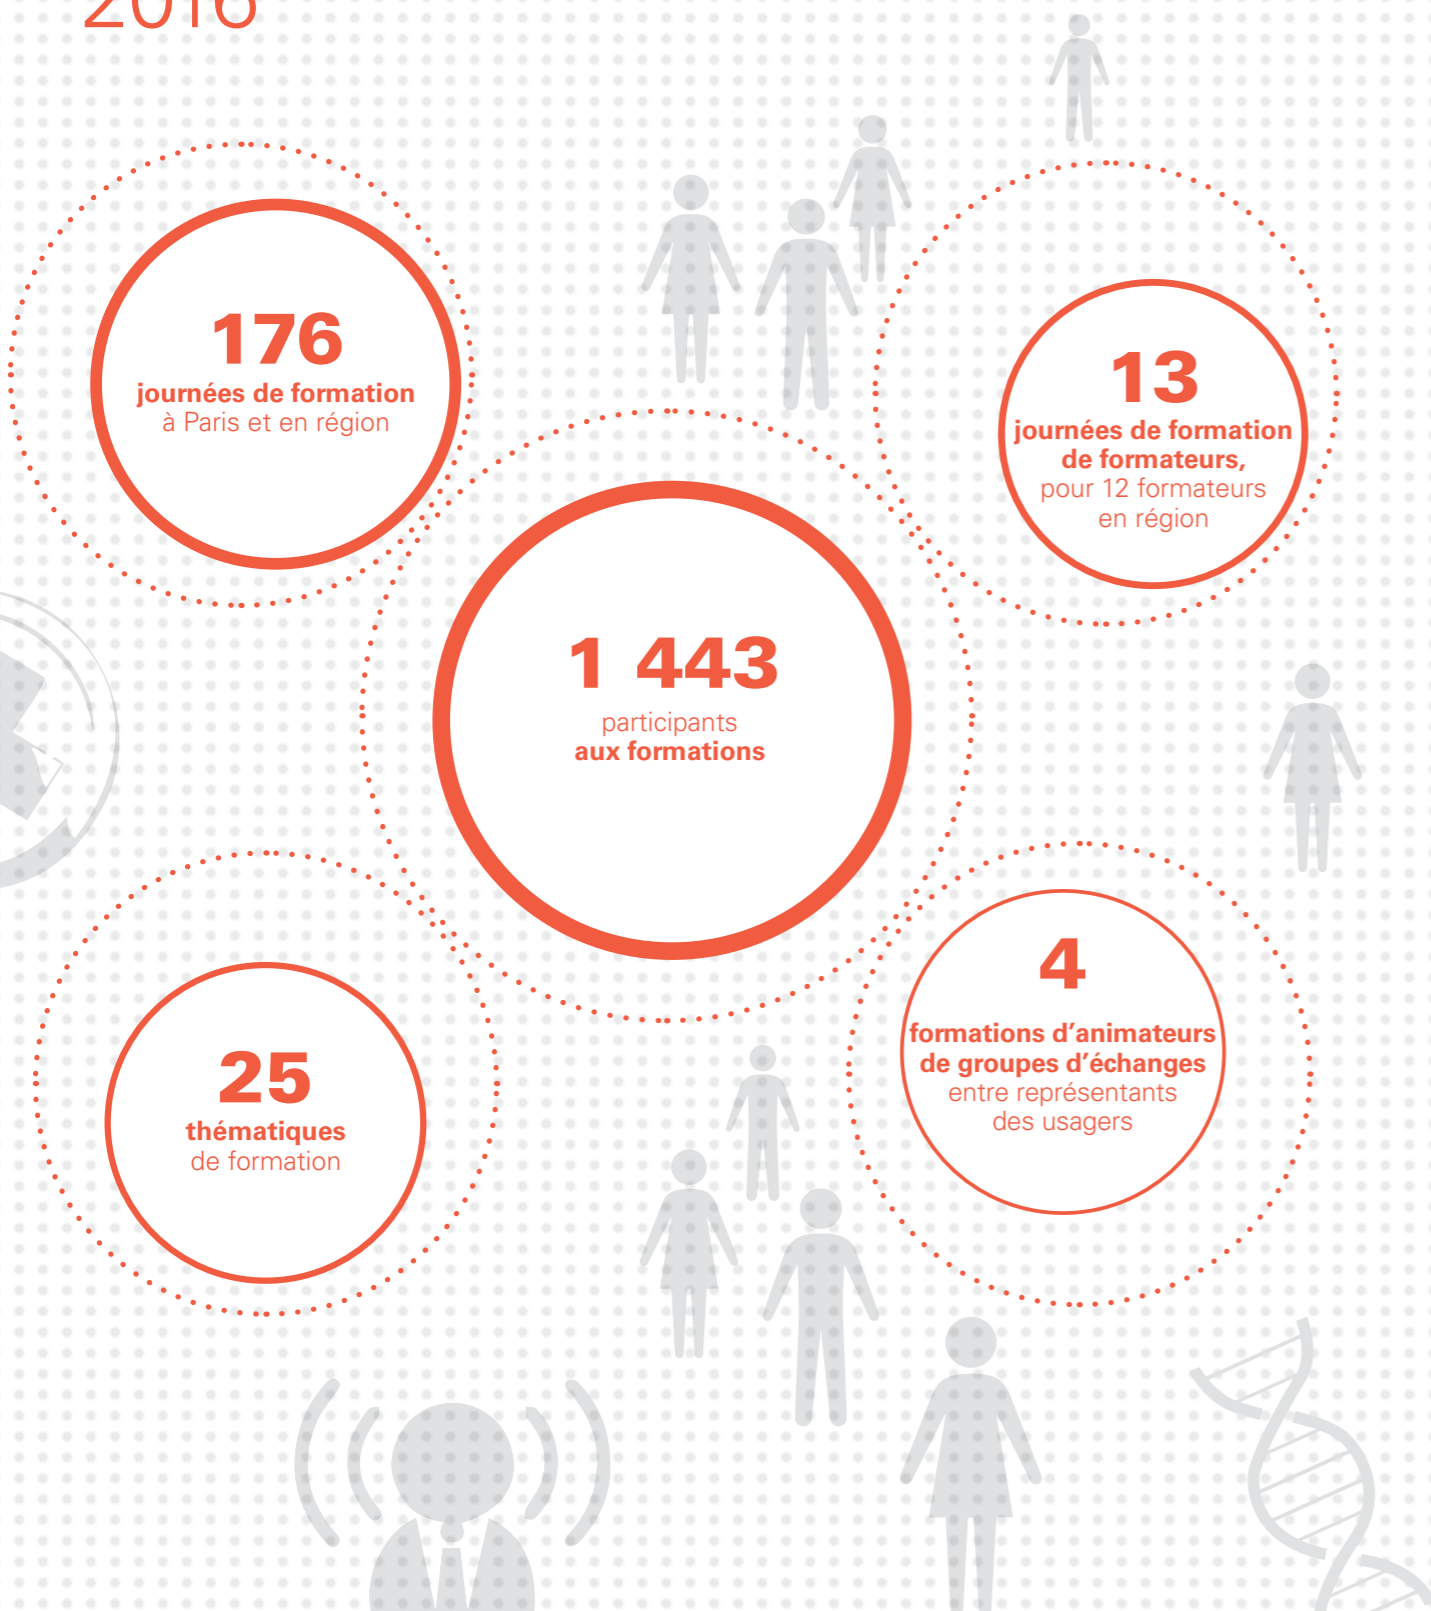 2016
176
journées de formation
à Paris et en région
13
journées de formation
de formateurs,
pour 12 formateurs
en région
1 443
participants
aux formations
25
thématiques
de formation
4
formations d’animateurs
de groupes d’échanges
entre représentants
des usagers